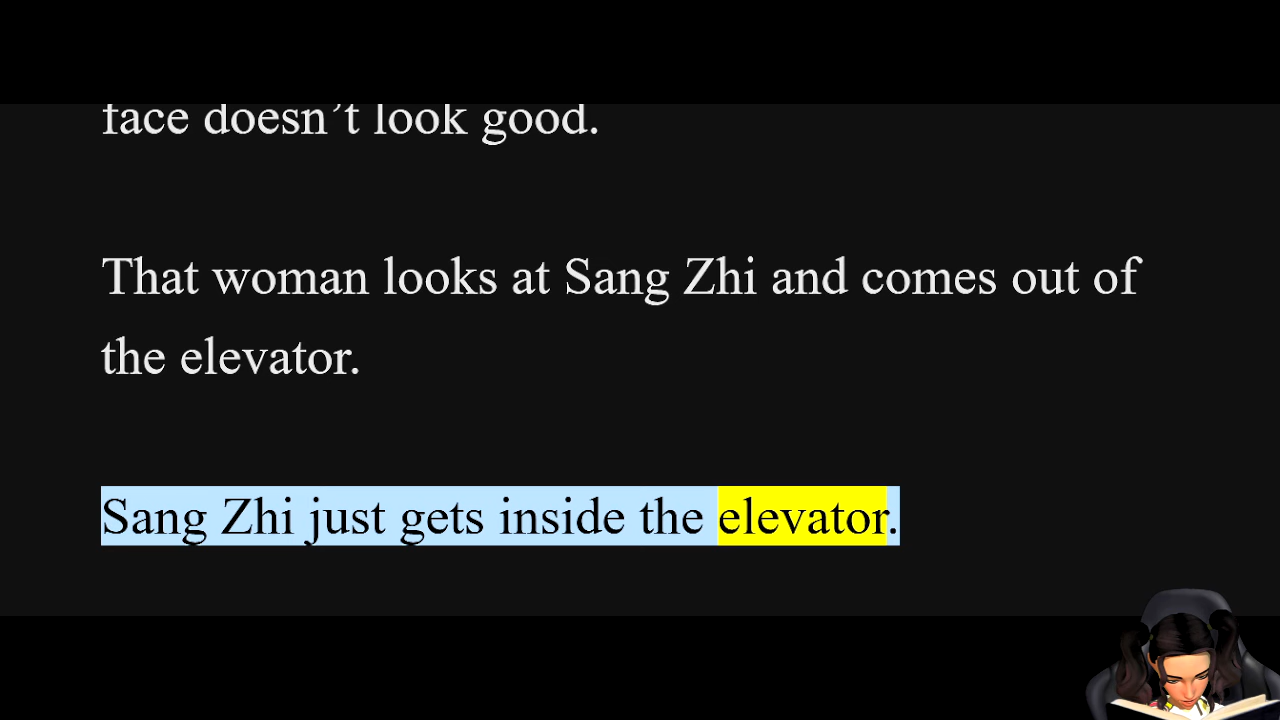 face doesn’t look good.
That woman looks at Sang Zhi and comes out of
the elevator.
Sang Zhi just gets inside the elevator.